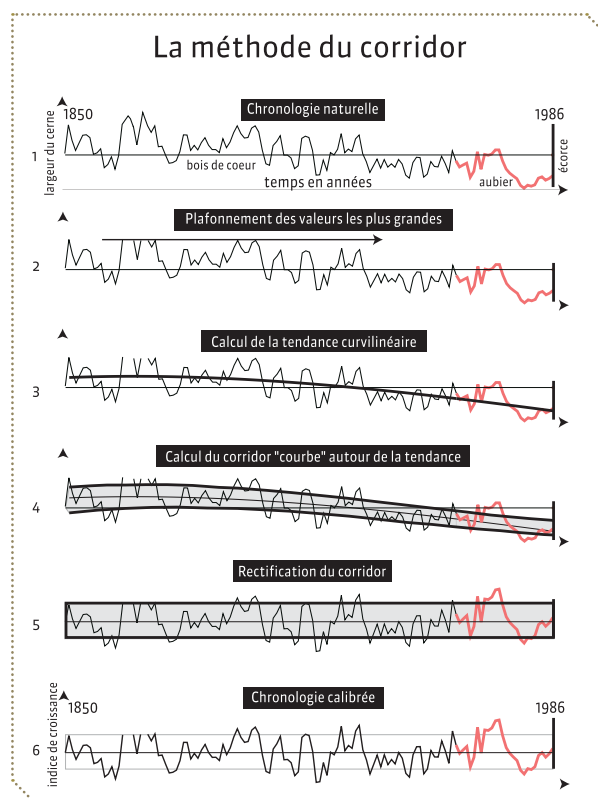 La méthode du corridor
Chronologie naturelle
1850
1986
largeur du cerne
1
bois de coeur
temps en années
aubier
écorce
Plafonnement des valeurs les plus grandes
2
Calcul de la tendance curvilinéaire
3
Calcul du corridor "courbe" autour de la tendance
4
Rectification du corridor
5
Chronologie calibrée
1850
1986
indice de croissance
6